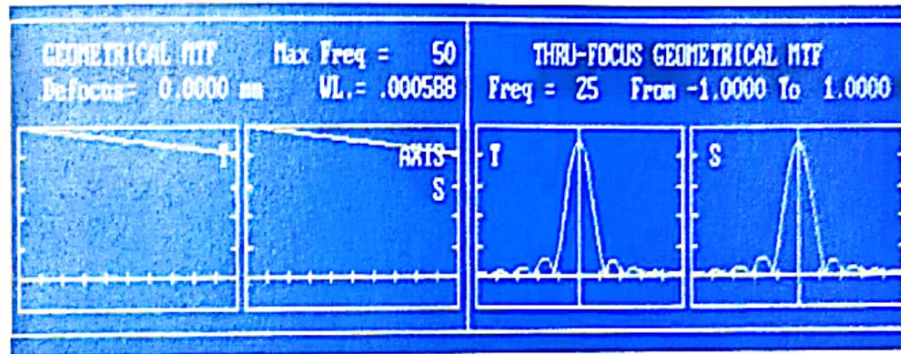 GEOMETRICAL MTF Max Freq = 50
Defocus= 0.0000 mm WL.= .000588
T
AXIS
S
THRU-FOCUS GEOMETRICAL MTF
Freq = 25 From -1.0000 To 1.0000
T
S